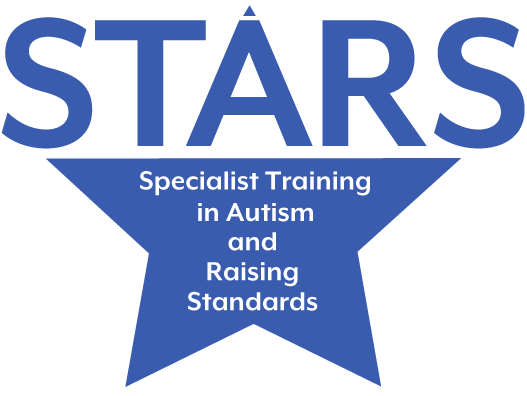 STARS
Specialist Training
in Autism
and
Raising
Standards